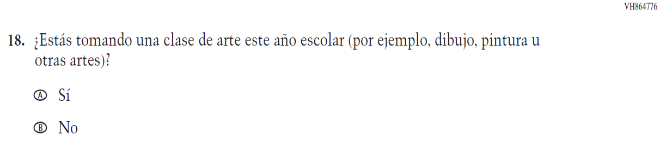 VH864776
18. ¿Estás tomando una clase de arte este año escolar (por ejemplo, dibujo, pintura u
otras artes)?
Ⓐ Sí
Ⓑ No